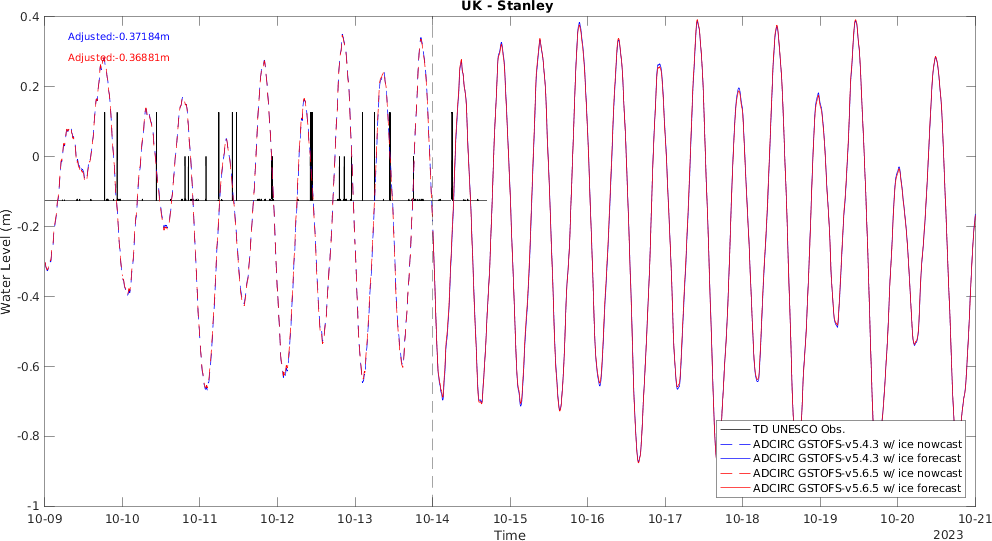 UK - Stanley
Adjusted:-0.37184m
Adjusted:-0.36881m
Water Level (m)
0.4
0.2
0
-0.2
-0.4
-0.6
-0.8
-1
TD UNESCO Obs.
ADCIRC GSTOFS-v5.4.3 w/ ice nowcast
ADCIRC GSTOFS-v5.4.3 w/ ice forecast
ADCIRC GSTOFS-v5.6.5 w/ ice nowcast
ADCIRC GSTOFS-v5.6.5 w/ ice forecast
10-09 10-10 10-11 10-12 10-13 10-14 10-15 10-16 10-17 10-18 10-19 10-20 10-21
Time
2023